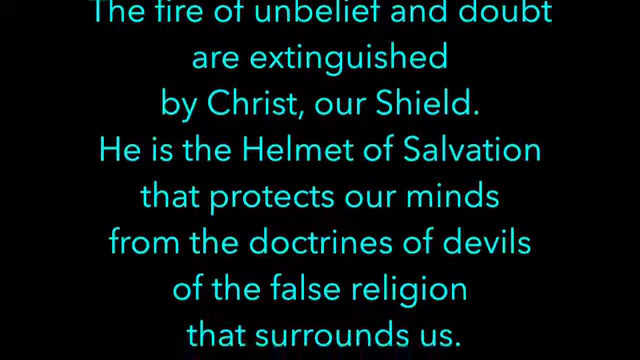 The fire of unbelief and doubt
are extinguished
by Christ, our Shield.
He is the Helmet of Salvation
that protects our minds
from the doctrines of devils
of the false religion
that surrounds us.